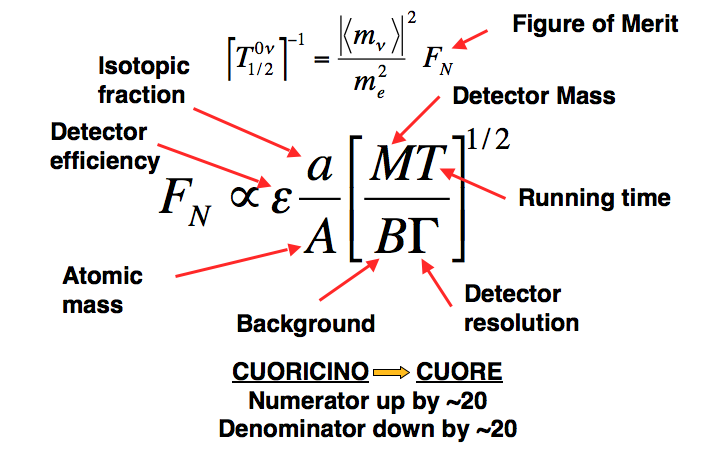 Figure of Merit
[T_{1/2}^{0ν}]^{-1} = |⟨m_ν⟩|^2 / m_e^2 F_N
Isotopic
fraction
Detector Mass
Detector
efficiency
F_N ∝ ε a/A [MT/BΓ]^{1/2}
Running time
Atomic
mass
Background
Detector
resolution
CUORICINO ⇒ CUORE
Numerator up by ~20
Denominator down by ~20